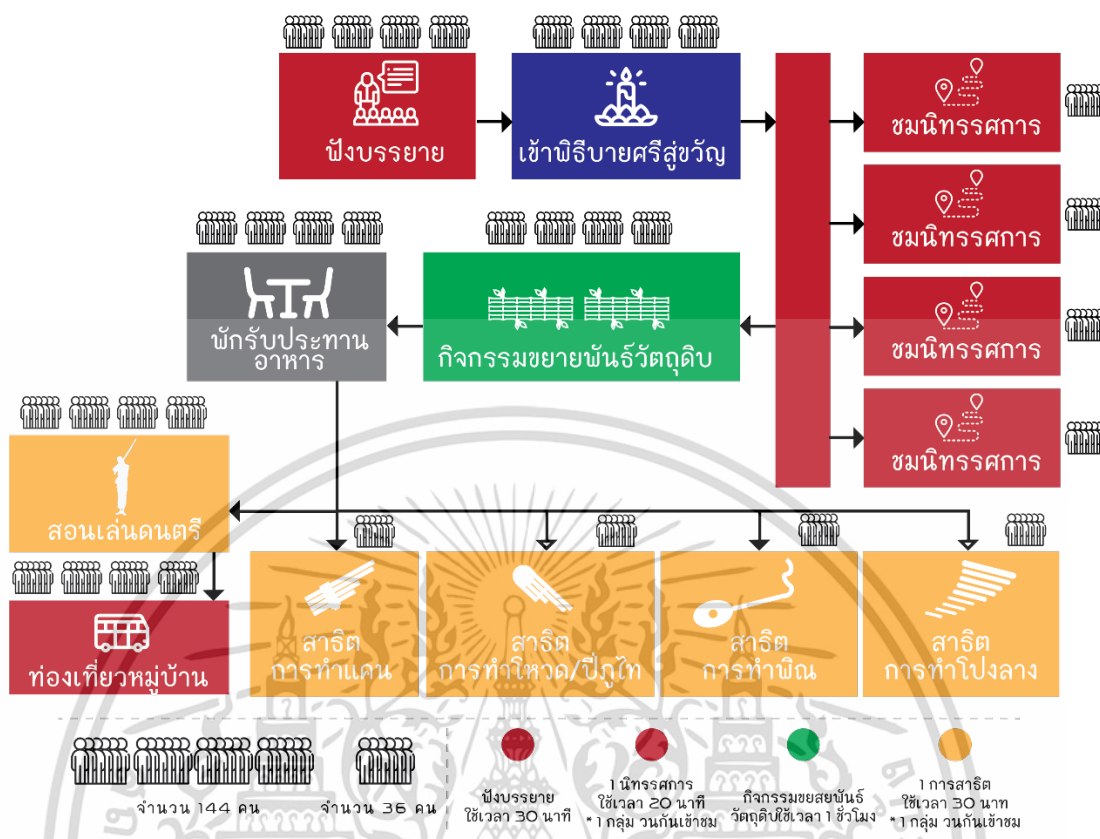 ฟังบรรยาย
เข้าพิธีบายศรีสู่ขวัญ
ชมนิทรรศการ
ชมนิทรรศการ
ชมนิทรรศการ
ชมนิทรรศการ
พักรับประทาน
อาหาร
กิจกรรมขยายพันธ์วัตถุดิบ
สอนเล่นดนตรี
ท่องเที่ยวหมู่บ้าน
สาธิต
การทำแคน
สาธิต
การทำโหวด/ปี่ภูไท
สาธิต
การทำพิณ
สาธิต
การทำโปงลาง
จำนวน 144 คน
จำนวน 36 คน
ฟังบรรยาย
ใช้เวลา 30 นาที
1 นิทรรศการ
ใช้เวลา 20 นาที
* 1 กลุ่ม วนกันเข้าชม
กิจกรรมขยสยพันธ์
วัตถุดิบใช้เวลา 1 ชั่วโมง
1 การสาธิต
ใช้เวลา 30 นาท
* 1 กลุ่ม วนกันเข้าชม